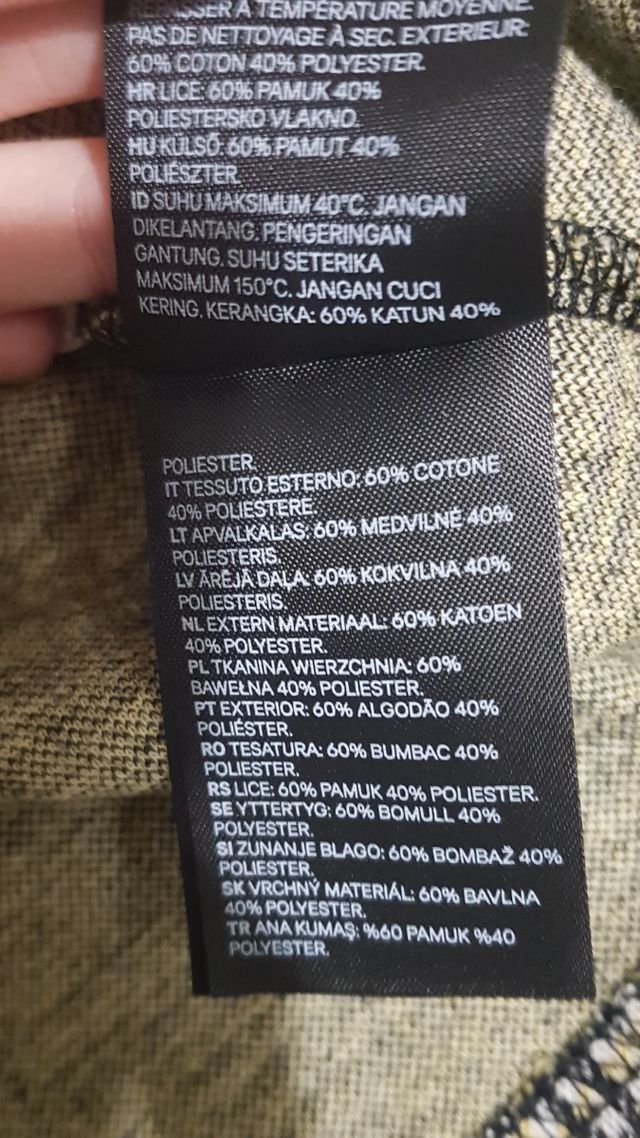 REPASSER À TEMPÉRATURE MOYENNE.
PAS DE NETTOYAGE À SEC. EXTERIEUR:
60% COTON 40% POLYESTER.
HR LICE: 60% PAMUK 40%
POLIESTERSKO VLAKNO.
HU KÜLSŐ: 60% PAMUT 40%
POLIÉSZTER.
ID SUHU MAKSIMUM 40°C. JANGAN
DIKELANTANG. PENGERINGAN
GANTUNG. SUHU SETERIKA
MAKSIMUM 150°C. JANGAN CUCI
KERING. KERANGKA: 60% KATUN 40%
POLIESTER.
IT TESSUTO ESTERNO: 60% COTONE
40% POLIESTERE.
LT APVALKALAS: 60% MEDVILNĖ 40%
POLIESTERIS.
LV ĀRĒJĀ DAĻA: 60% KOKVILNA 40%
POLIESTERIS.
NL EXTERN MATERIAAL: 60% KATOEN
40% POLYESTER.
PL TKANINA WIERZCHNIA: 60%
BAWEŁNA 40% POLIESTER.
PT EXTERIOR: 60% ALGODÃO 40%
POLIÉSTER.
RO TESATURA: 60% BUMBAC 40%
POLIESTER.
RS LICE: 60% PAMUK 40% POLIESTER.
SE YTTERTYG: 60% BOMULL 40%
POLYESTER.
SI ZUNANJE BLAGO: 60% BOMBAŽ 40%
POLIESTER.
SK VRCHNÝ MATERIÁL: 60% BAVLNA
40% POLYESTER.
TR ANA KUMAŞ: %60 PAMUK %40
POLYESTER.